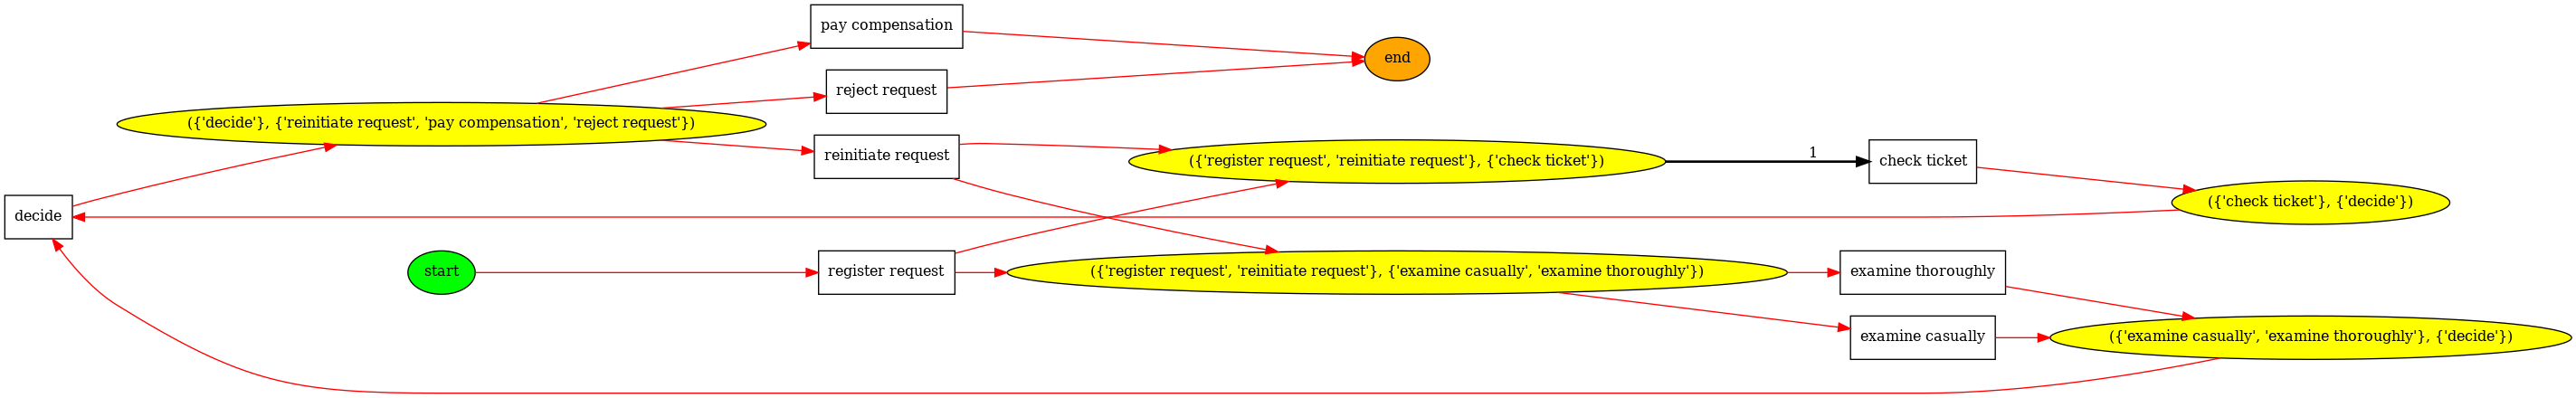 pay compensation
end
reject request
({'decide'}, {'reinitiate request', 'pay compensation', 'reject request'})
reinitiate request
({'register request', 'reinitiate request'}, {'check ticket'})
1
check ticket
({'check ticket'}, {'decide'})
decide
start
register request
({'register request', 'reinitiate request'}, {'examine casually', 'examine thoroughly'})
examine thoroughly
examine casually
({'examine casually', 'examine thoroughly'}, {'decide'})